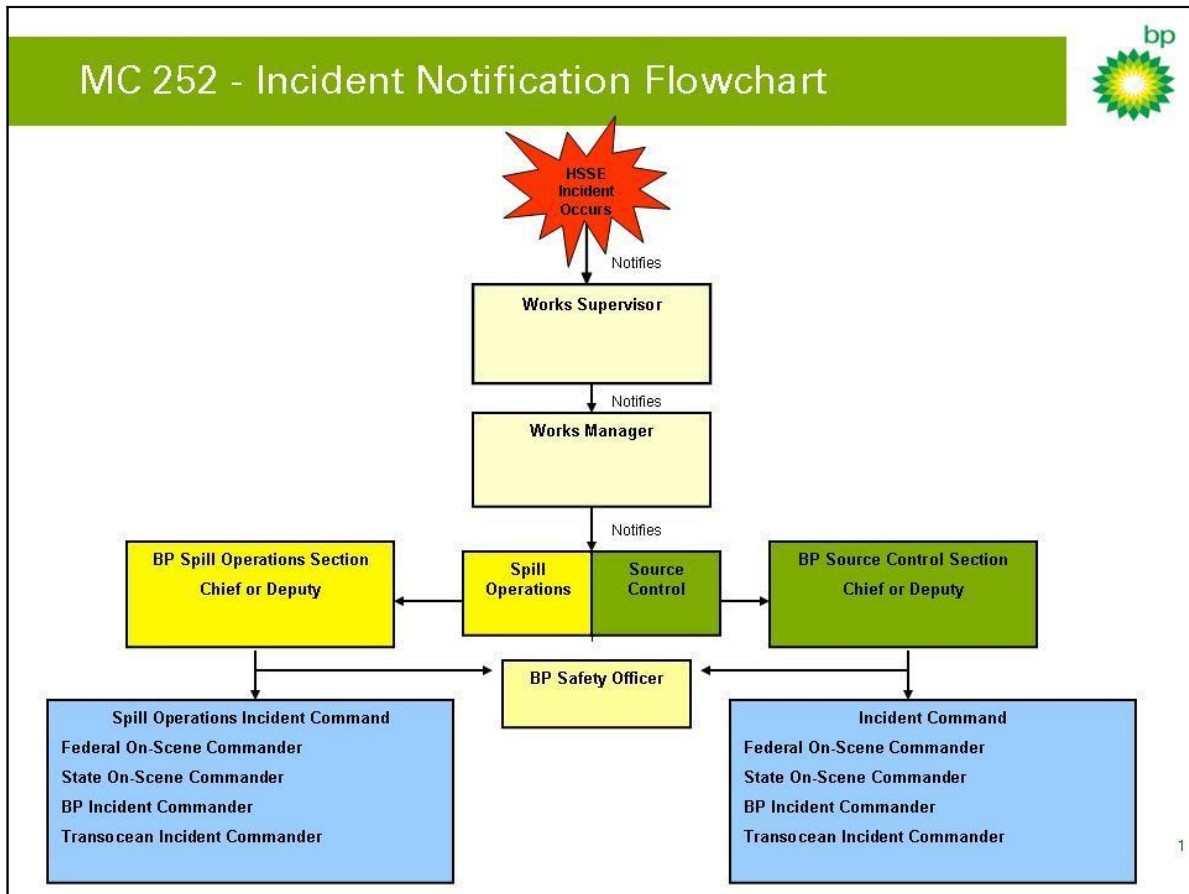 bp
MC 252 - Incident Notification Flowchart
HSSE
Incident
Occurs
Notifies
Works Supervisor
Notifies
Works Manager
Notifies
BP Spill Operations Section
Chief or Deputy
Spill
Operations
Source
Control
BP Source Control Section
Chief or Deputy
BP Safety Officer
Spill Operations Incident Command
Federal On-Scene Commander
State On-Scene Commander
BP Incident Commander
Transocean Incident Commander
Incident Command
Federal On-Scene Commander
State On-Scene Commander
BP Incident Commander
Transocean Incident Commander
1